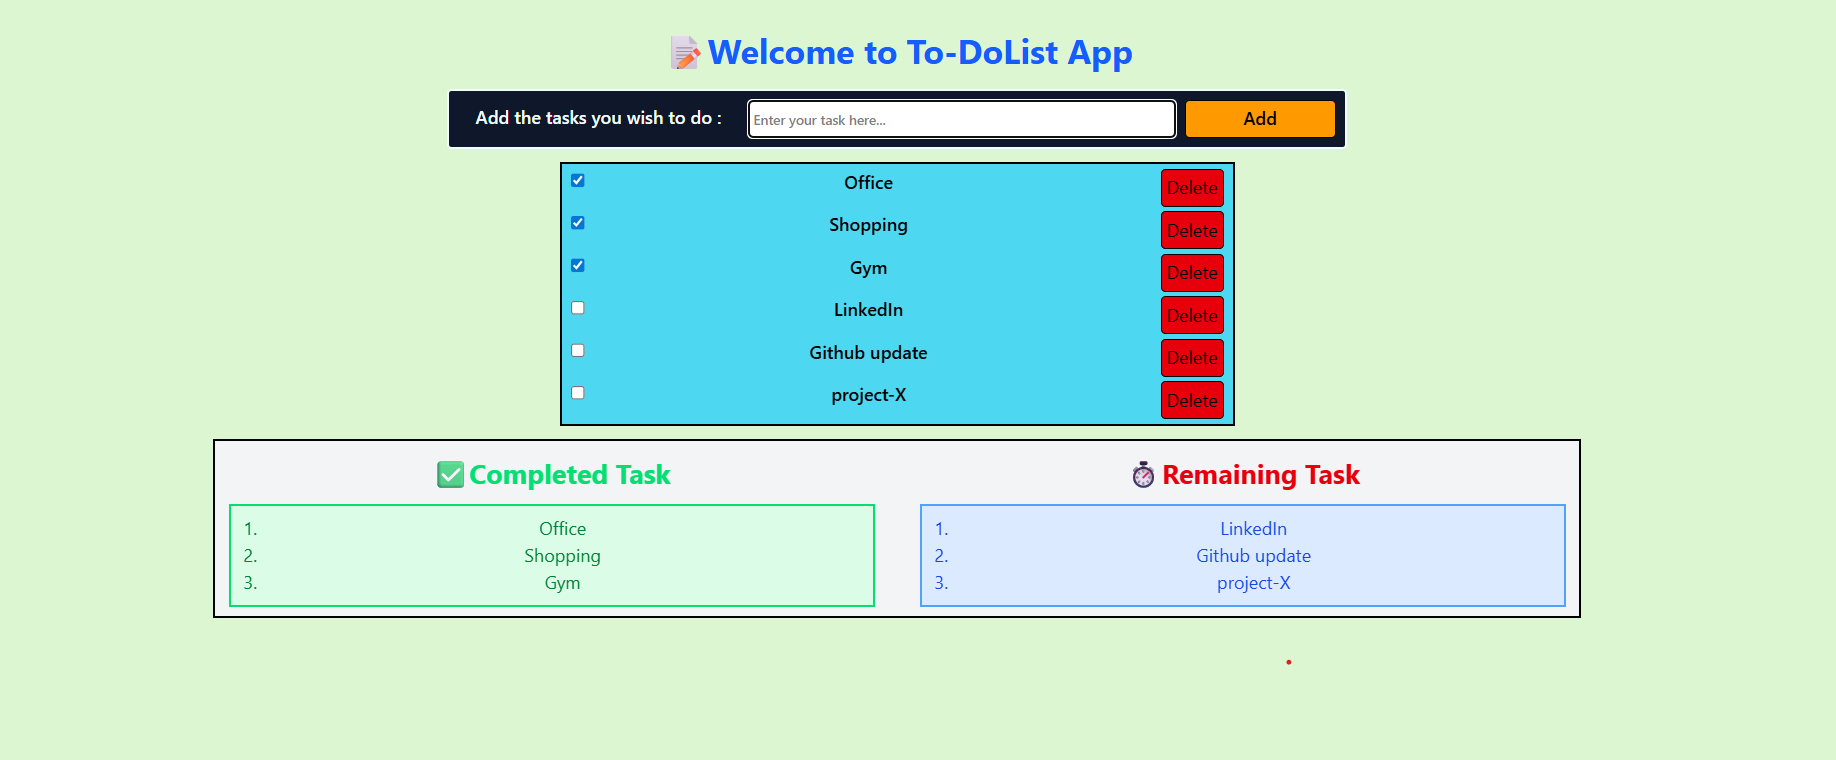 Welcome to To-DoList App
Add the tasks you wish to do :
Enter your task here...
Add
Office
Delete
Shopping
Delete
Gym
Delete
LinkedIn
Delete
Github update
Delete
project-X
Delete
Completed Task
1. Office
2. Shopping
3. Gym
Remaining Task
1. LinkedIn
2. Github update
3. project-X